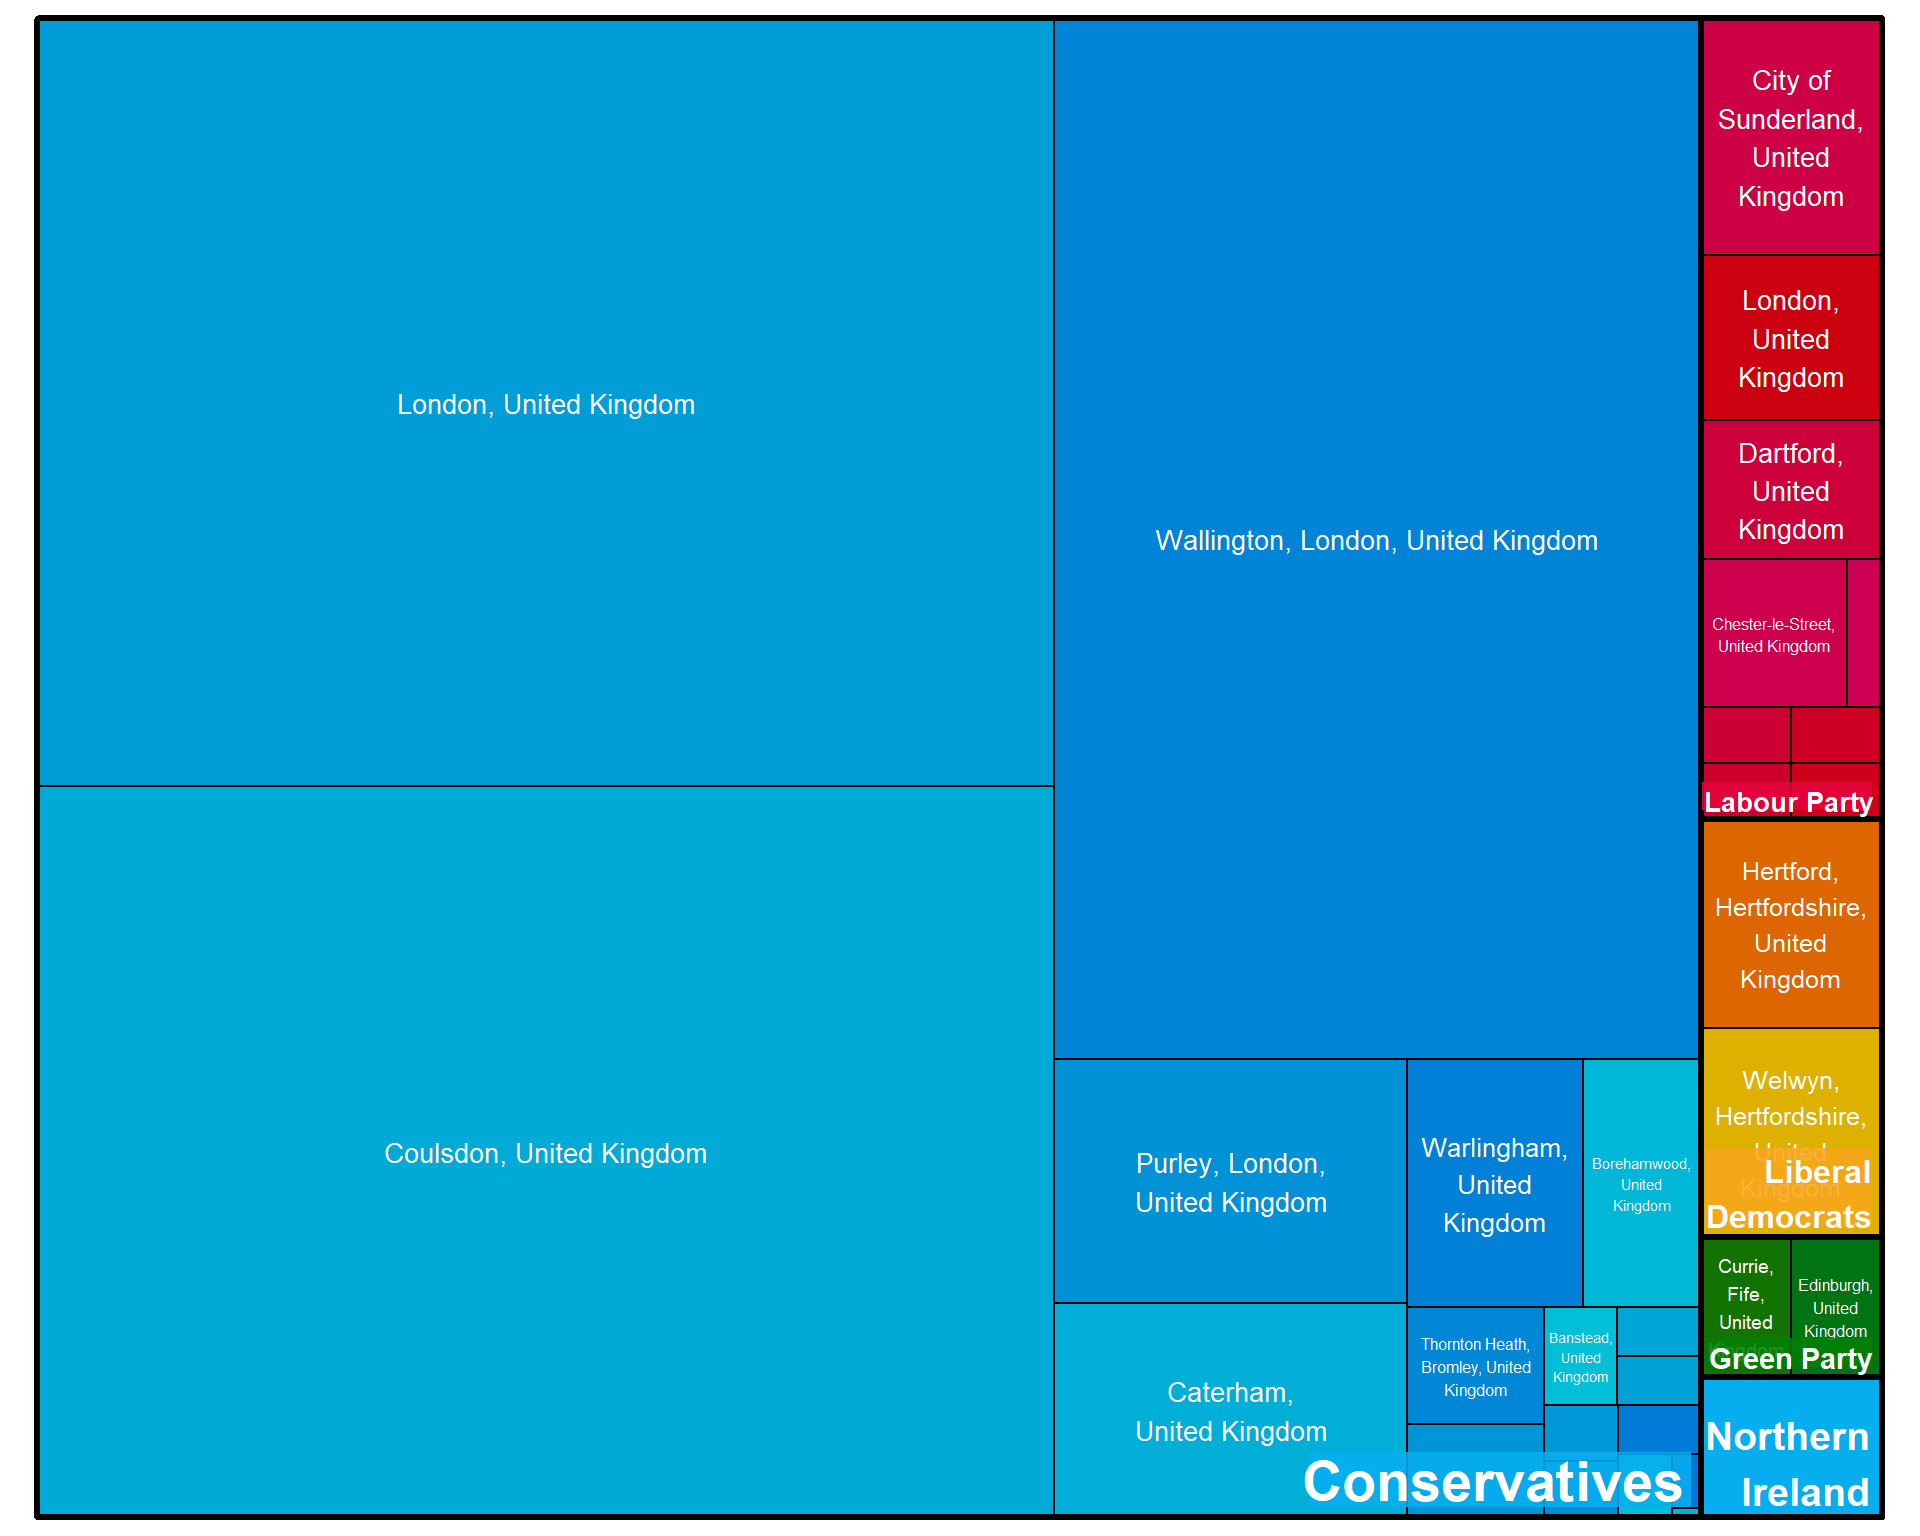 London, United Kingdom
Coulsdon, United Kingdom
Wallington, London, United Kingdom
Purley, London,
United Kingdom
Caterham,
United Kingdom
Warlingham,
United
Kingdom
Borehamwood,
United
Kingdom
Thornton Heath,
Bromley, United
Kingdom
Banstead,
United
Kingdom
Conservatives
City of
Sunderland,
United
Kingdom
London,
United
Kingdom
Dartford,
United
Kingdom
Chester-le-Street,
United Kingdom
Labour Party
Hertford,
Hertfordshire,
United
Kingdom
Welwyn,
Hertfordshire,
United
Kingdom
Liberal
Democrats
Currie,
Fife,
United
Kingdom
Edinburgh,
United
Kingdom
Green Party
Northern
Ireland